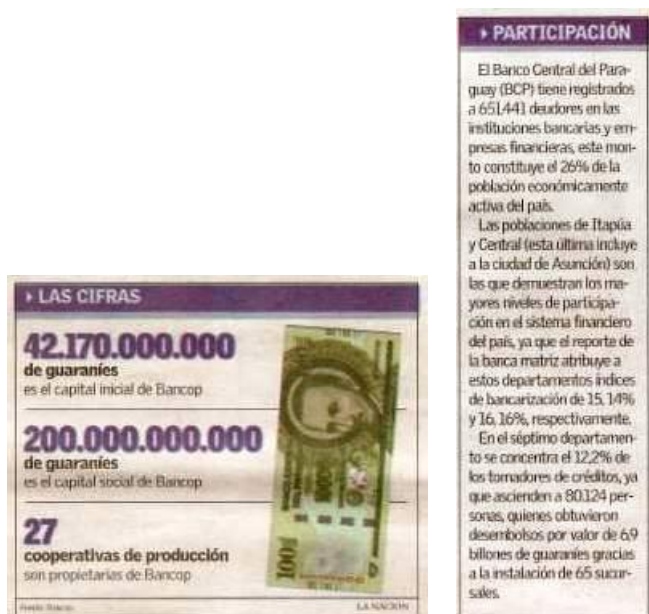 LAS CIFRAS
42.170.000.000
de guaraníes
es el capital inicial de Bancop
200.000.000.000
de guaraníes
es el capital social de Bancop
27
cooperativas de producción
son propietarias de Bancop
LA NACION
PARTICIPACIÓN
El Banco Central del Para-
guay (BCP) tiene registrados
a 651.441 deudores en las
instituciones bancarias y em-
presas financieras, este mon-
to constituye el 26% de la
población económicamente
activa del país.
Las poblaciones de Itapúa
y Central (esta última incluye
a la ciudad de Asunción) son
las que demuestran los ma-
yores niveles de participa-
ción en el sistema financiero
del país, ya que el reporte de
la banca matriz atribuye a
estos departamentos índices
de bancarización de 15,14%
y 16,16%, respectivamente.
En el séptimo departamen-
to se concentra el 12,2% de
los tomadores de créditos, ya
que ascienden a 80.124 per-
sonas, quienes obtuvieron
desembolsos por valor de 6,9
billones de guaraníes gracias
a la instalación de 65 sucur-
sales.